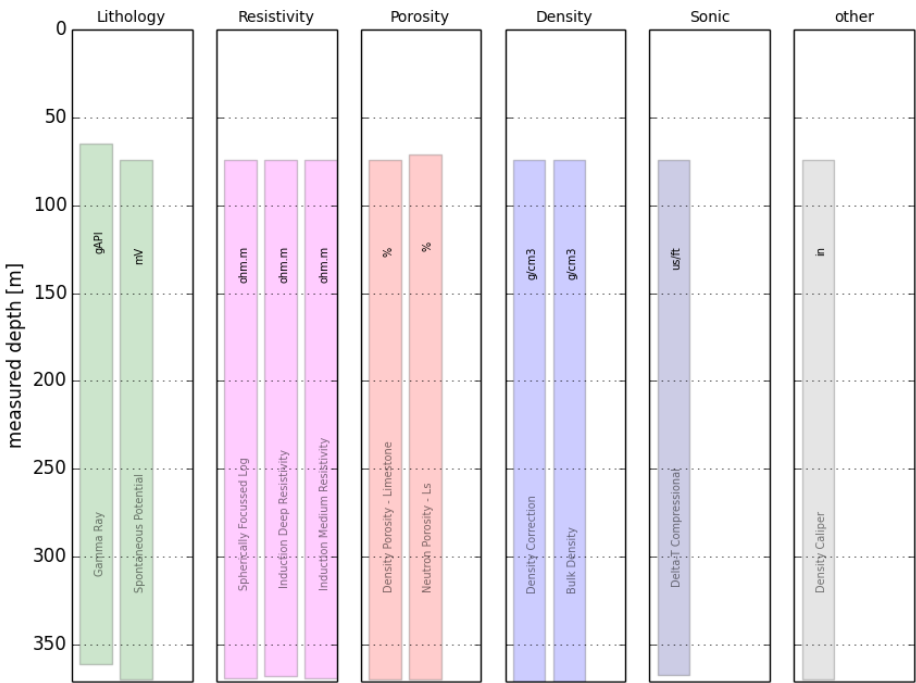 Lithology
Resistivity
Porosity
Density
Sonic
other
measured depth [m]
0
50
100
150
200
250
300
350
gAPI
mV
ohm.m
ohm.m
ohm.m
%
%
g/cm3
g/cm3
us/ft
in
Gamma Ray
Spontaneous Potential
Spherically Focussed Log
Induction Deep Resistivity
Induction Medium Resistivity
Density Porosity - Limestone
Neutron Porosity - Ls
Density Correction
Bulk Density
Delta-T Compressional
Density Caliper